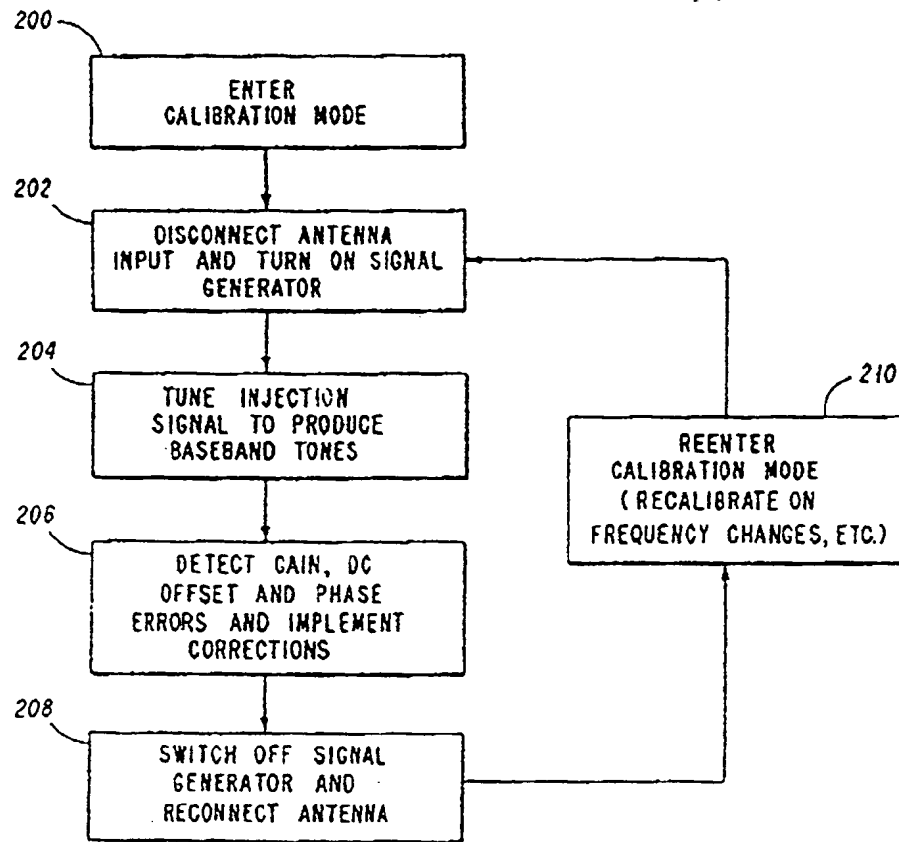 200
ENTER
CALIBRATION MODE
202
DISCONNECT ANTENNA
INPUT AND TURN ON SIGNAL
GENERATOR
204
TUNE INJECTION
SIGNAL TO PRODUCE
BASEBAND TONES
206
DETECT GAIN, DC
OFFSET AND PHASE
ERRORS AND IMPLEMENT
CORRECTIONS
208
SWITCH OFF SIGNAL
GENERATOR AND
RECONNECT ANTENNA
210
REENTER
CALIBRATION MODE
(RECALIBRATE ON
FREQUENCY CHANGES, ETC.)